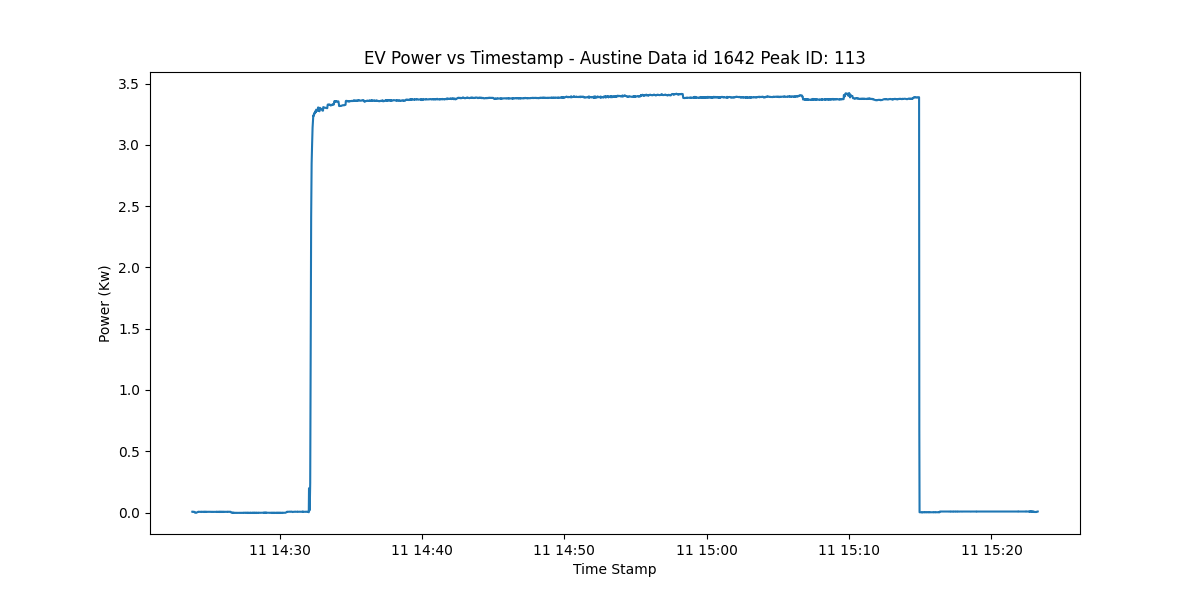 EV Power vs Timestamp - Austine Data id 1642 Peak ID: 113
3.5
3.0
2.5
2.0
1.5
1.0
0.5
0.0
Power (Kw)
11 14:30 11 14:40 11 14:50 11 15:00 11 15:10 11 15:20
Time Stamp